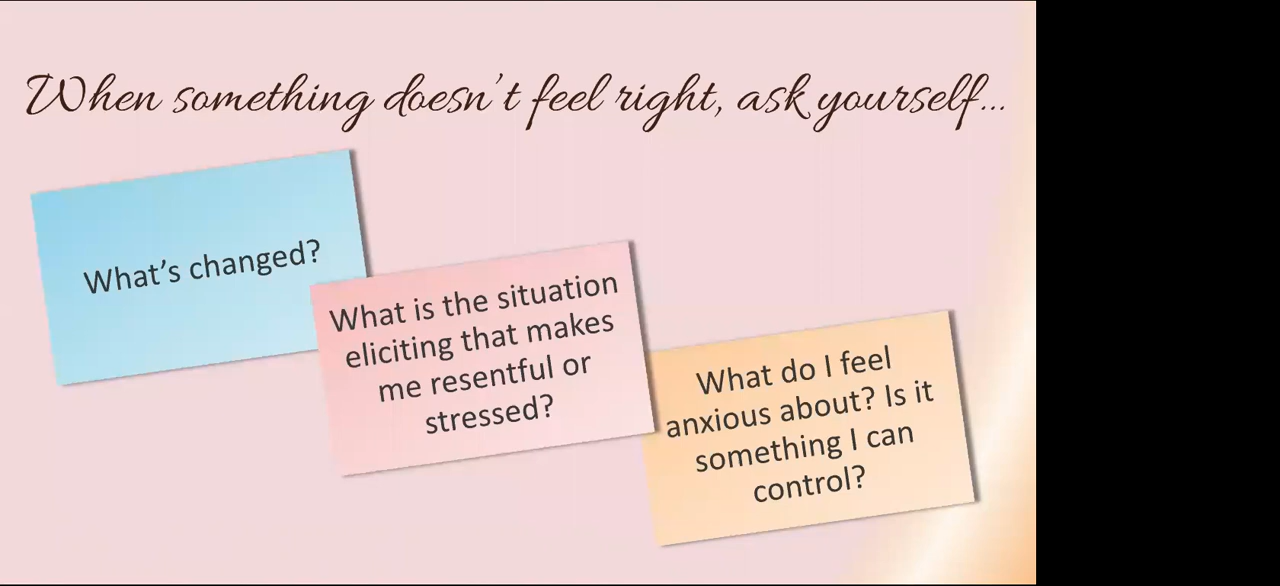 When something doesn't feel right, ask yourself...
What's changed?
What is the situation
eliciting that makes
me resentful or
stressed?
What do I feel
anxious about? Is it
something I can
control?